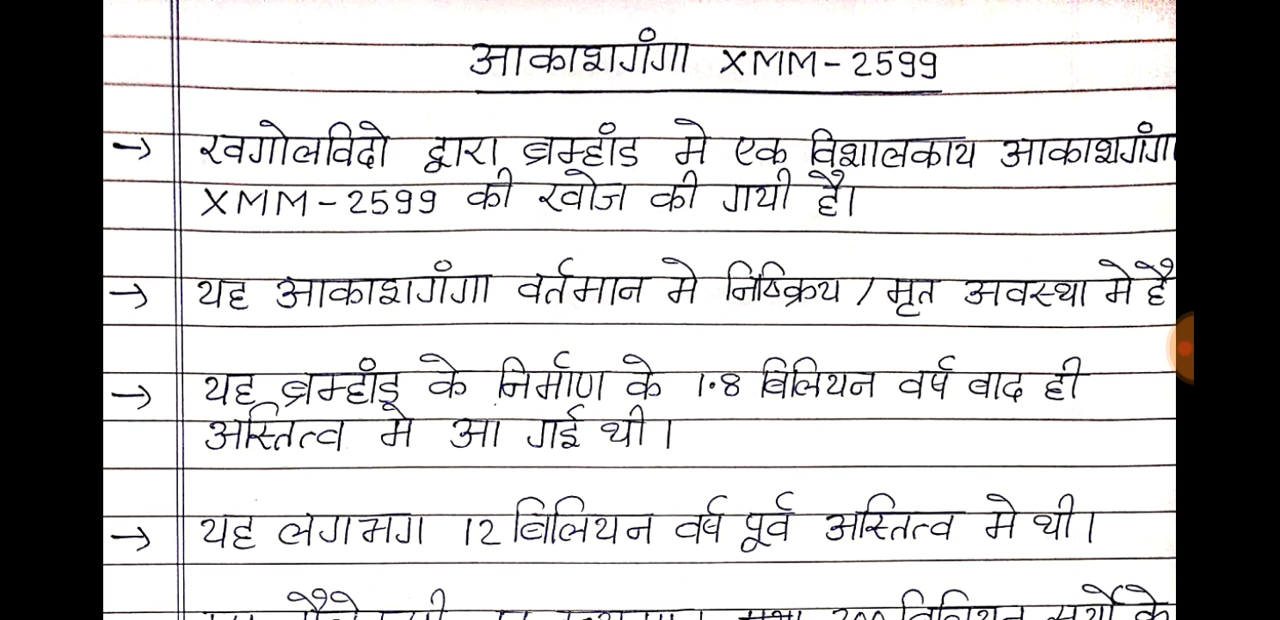 आकाशगंगा XMM-2599
→ खगोलविदो द्वारा ब्रम्हांड मे एक विशालकाय आकाशगंगा
XMM-2599 की खोज की गयी है।
→ यह आकाशगंगा वर्तमान मे निष्क्रिय / मृत अवस्था मे है
→ यह ब्रम्हांड के निर्माण के 1.8 बिलियन वर्ष बाद ही
अस्तित्व मे आ गई थी।
→ यह लगभग 12 बिलियन वर्ष पूर्व अस्तित्व मे थी।